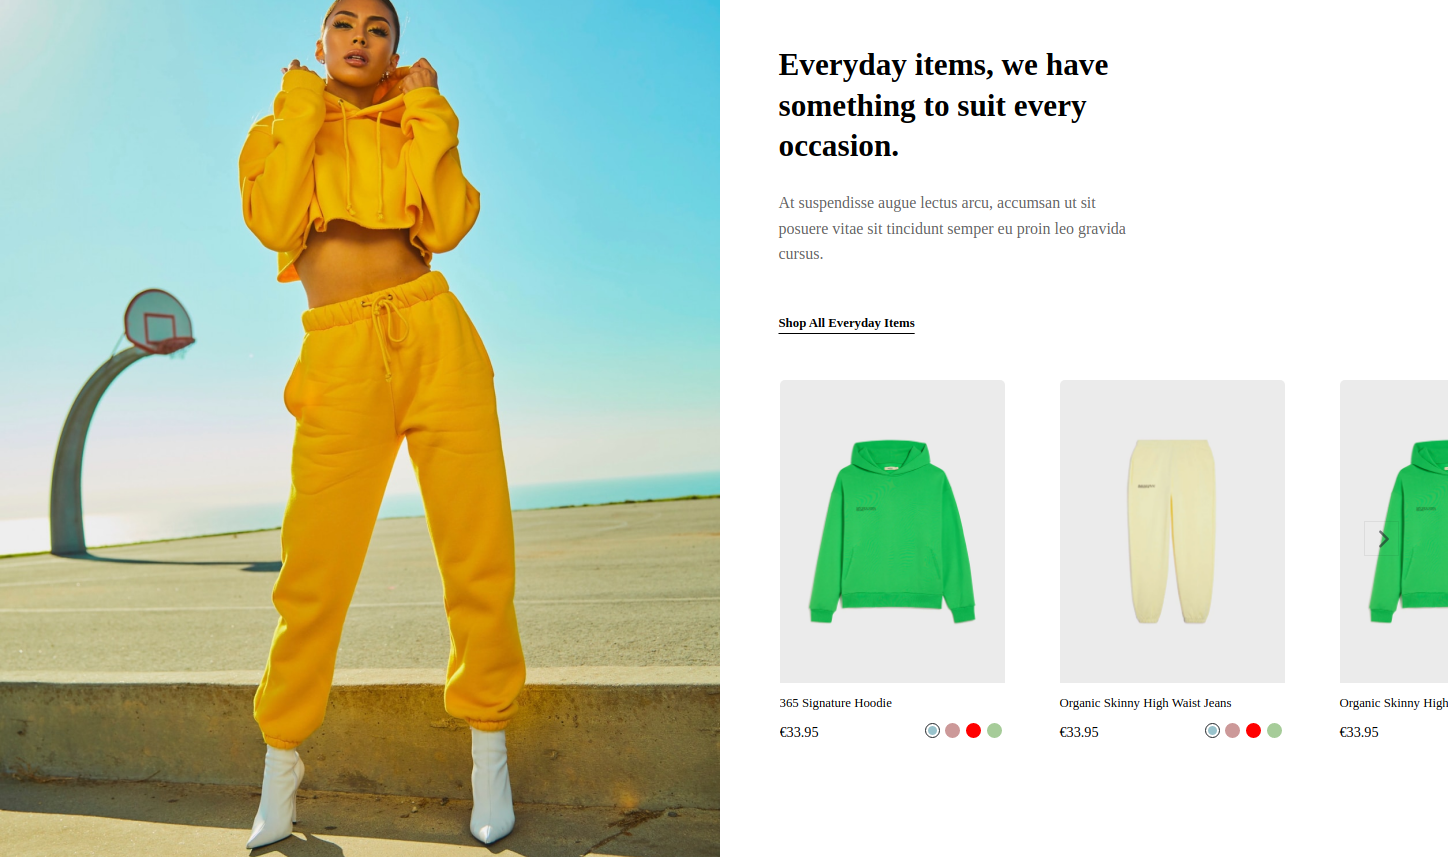 Everyday items, we have
something to suit every
occasion.
At suspendisse augue lectus arcu, accumsan ut sit
posuere vitae sit tincidunt semper eu proin leo gravida
cursus.
Shop All Everyday Items
365 Signature Hoodie
€33.95
Organic Skinny High Waist Jeans
€33.95
Organic Skinny High
€33.95